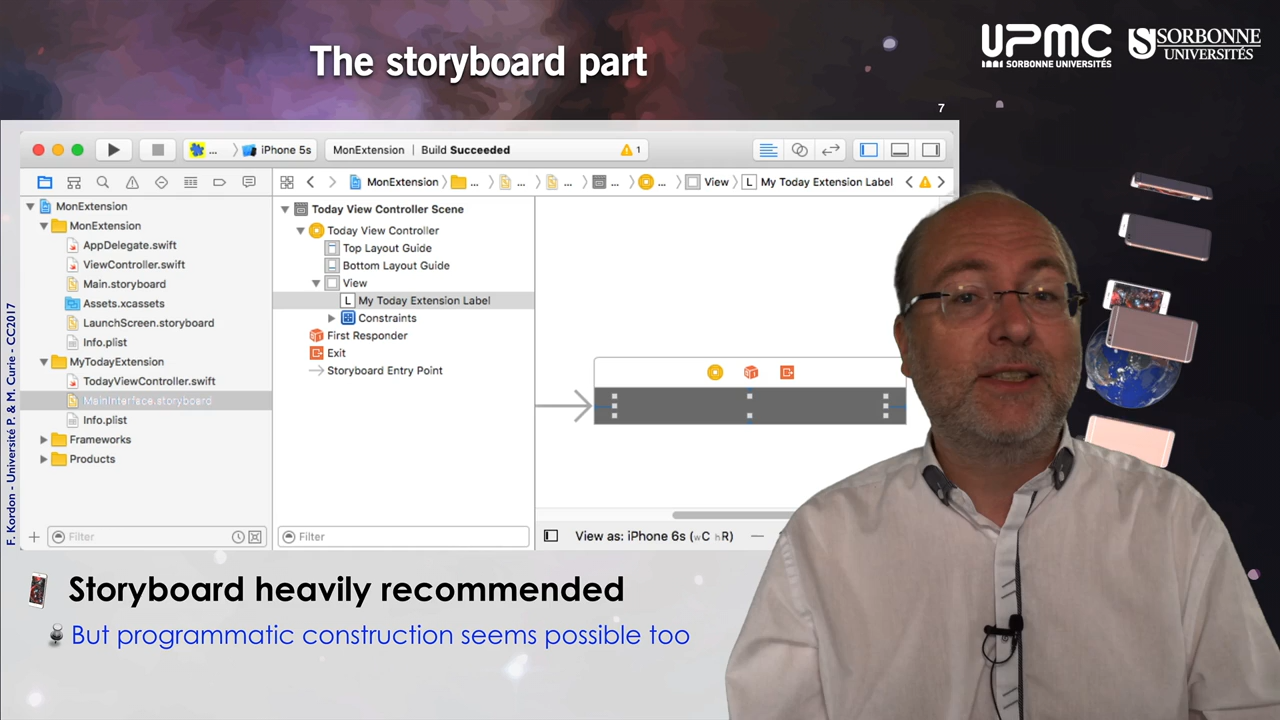 The storyboard part
UPMC
SORBONNE UNIVERSITÉS
SORBONNE
UNIVERSITÉS
7
... iPhone 5s
MonExtension | Build Succeeded
1
MonExtension ... ... ... ... ... View L My Today Extension Label
MonExtension
MonExtension
AppDelegate.swift
ViewController.swift
Main.storyboard
Assets.xcassets
LaunchScreen.storyboard
Info.plist
MyTodayExtension
TodayViewController.swift
MainInterface.storyboard
Info.plist
Frameworks
Products
Filter
Today View Controller Scene
Today View Controller
Top Layout Guide
Bottom Layout Guide
View
L My Today Extension Label
Constraints
First Responder
Exit
Storyboard Entry Point
Filter
View as: iPhone 6s (wC hR)
F. Kordon - Université P. & M. Curie - CC2017
Storyboard heavily recommended
But programmatic construction seems possible too